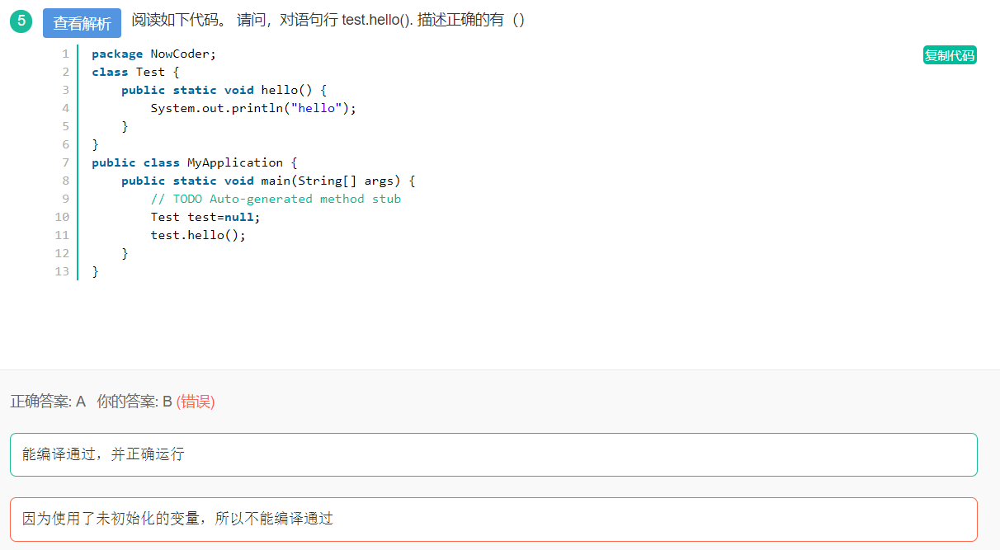 5 查看解析 阅读如下代码。 请问，对语句行 test.hello(). 描述正确的有（）
复制代码
1 package NowCoder;
2 class Test {
3     public static void hello() {
4         System.out.println("hello");
5     }
6 }
7 public class MyApplication {
8     public static void main(String[] args) {
9         // TODO Auto-generated method stub
10         Test test=null;
11         test.hello();
12     }
13 }
正确答案: A 你的答案: B (错误)
能编译通过，并正确运行
因为使用了未初始化的变量，所以不能编译通过